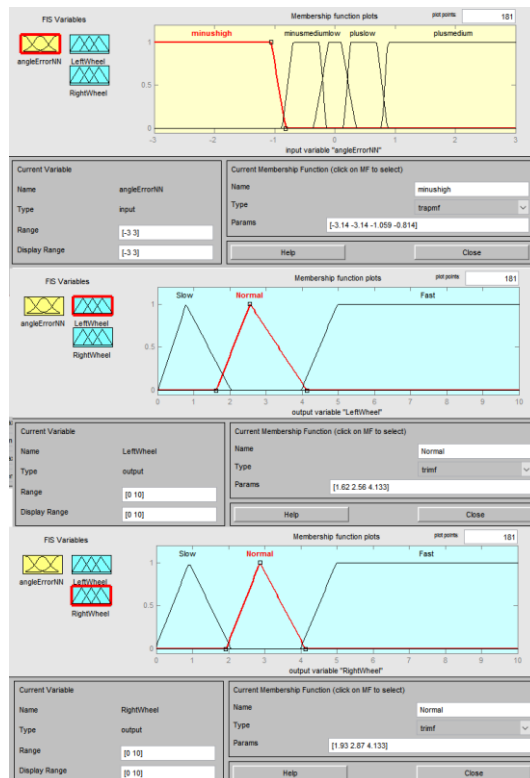 FIS Variables
Membership function plots
plot points:
181
angleErrorNN
LeftWheel
RightWheel
minushigh
minusmediumlow
pluslow
plusmedium
1
0.5
0
-3
-2
-1
0
1
2
3
input variable "angleErrorNN"
Current Variable
Name
angleErrorNN
Type
input
Range
[-3 3]
Display Range
[-3 3]
Current Membership Function (click on MF to select)
Name
minushigh
Type
trapmf
Params
[-3.14 -3.14 -1.059 -0.814]
Help
Close
FIS Variables
Membership function plots
plot points:
181
angleErrorNN
LeftWheel
RightWheel
Slow
Normal
Fast
1
0.5
0
0
1
2
3
4
5
6
7
8
9
10
output variable "LeftWheel"
Current Variable
Name
LeftWheel
Type
output
Range
[0 10]
Display Range
[0 10]
Current Membership Function (click on MF to select)
Name
Normal
Type
trimf
Params
[1.62 2.56 4.133]
Help
Close
FIS Variables
Membership function plots
plot points:
181
angleErrorNN
LeftWheel
RightWheel
Slow
Normal
Fast
1
0.5
0
0
1
2
3
4
5
6
7
8
9
10
output variable "RightWheel"
Current Variable
Name
RightWheel
Type
output
Range
[0 10]
Display Range
[0 10]
Current Membership Function (click on MF to select)
Name
Normal
Type
trimf
Params
[1.93 2.87 4.133]
Help
Close